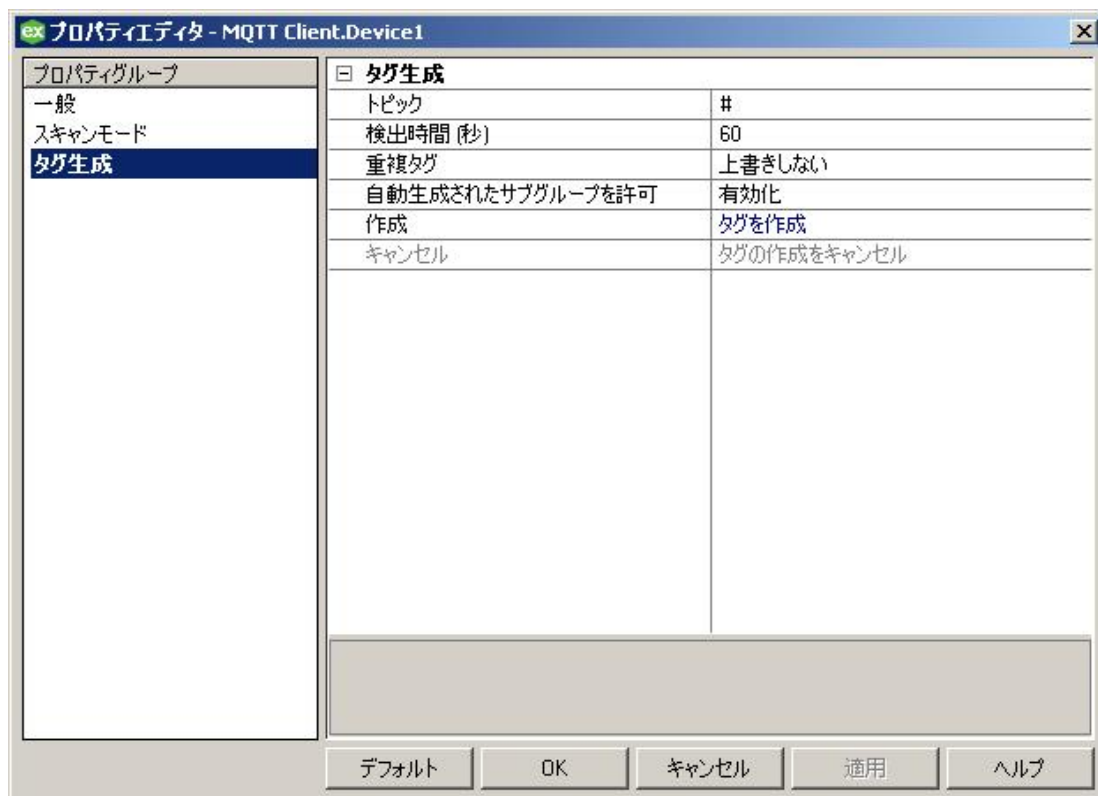 ex プロパティエディタ - MQTT Client.Device1
プロパティグループ
一般
スキャンモード
タグ生成
タグ生成
トピック #
検出時間 (秒) 60
重複タグ 上書きしない
自動生成されたサブグループを許可 有効化
作成 タグを作成
キャンセル タグの作成をキャンセル
デフォルト OK キャンセル 適用 ヘルプ